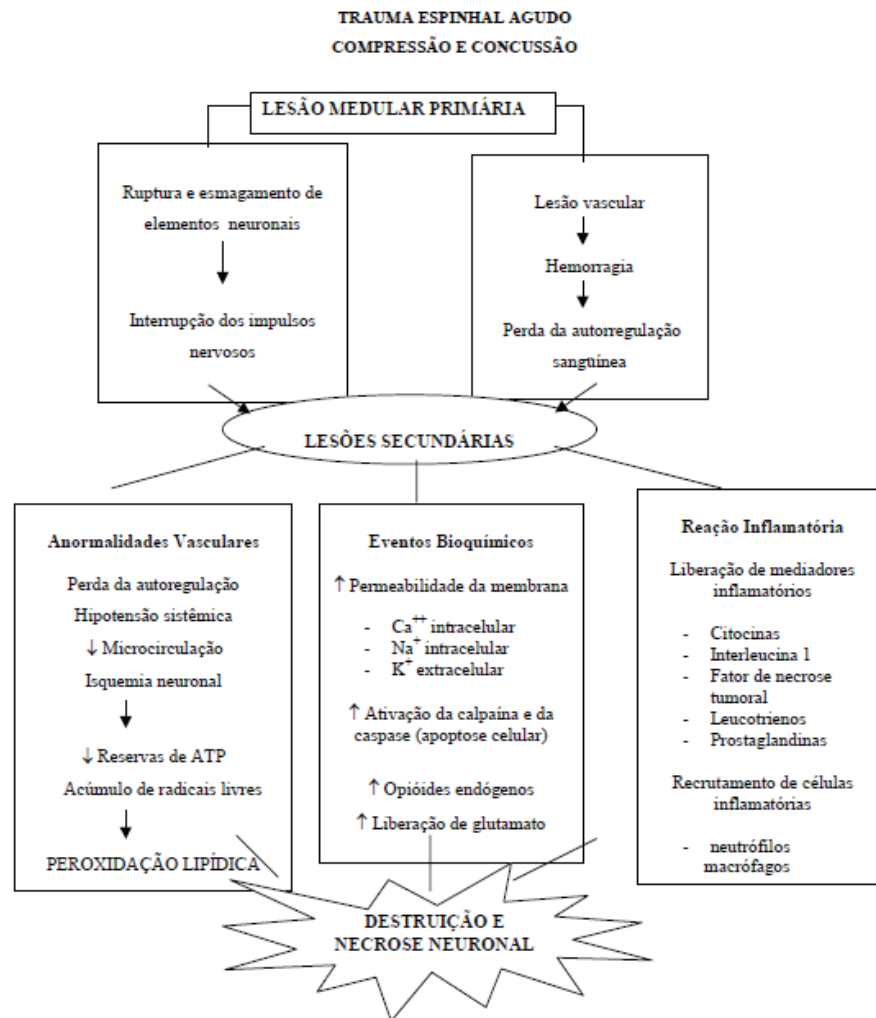 TRAUMA ESPINHAL AGUDO
COMPRESSÃO E CONCUSSÃO
LESÃO MEDULAR PRIMÁRIA
Ruptura e esmagamento de
elementos neuronais
Interrupção dos impulsos
nervosos
Lesão vascular
Hemorragia
Perda da autorregulação
sanguínea
LESÕES SECUNDÁRIAS
Anormalidades Vasculares
Perda da autoregulação
Hipotensão sistêmica
↓ Microcirculação
Isquemia neuronal
↓ Reservas de ATP
Acúmulo de radicais livres
PEROXIDAÇÃO LIPÍDICA
Eventos Bioquímicos
↑ Permeabilidade da membrana
- Ca⁺⁺ intracelular
- Na⁺ intracelular
- K⁺ extracelular
↑ Ativação da calpaína e da
caspase (apoptose celular)
↑ Opióides endógenos
↑ Liberação de glutamato
Reação Inflamatória
Liberação de mediadores
inflamatórios
- Citocinas
- Interleucina 1
- Fator de necrose
tumoral
- Leucotrienos
- Prostaglandinas
Recrutamento de células
inflamatórias
- neutrófilos
macrófagos
DESTRUIÇÃO E
NECROSE NEURONAL